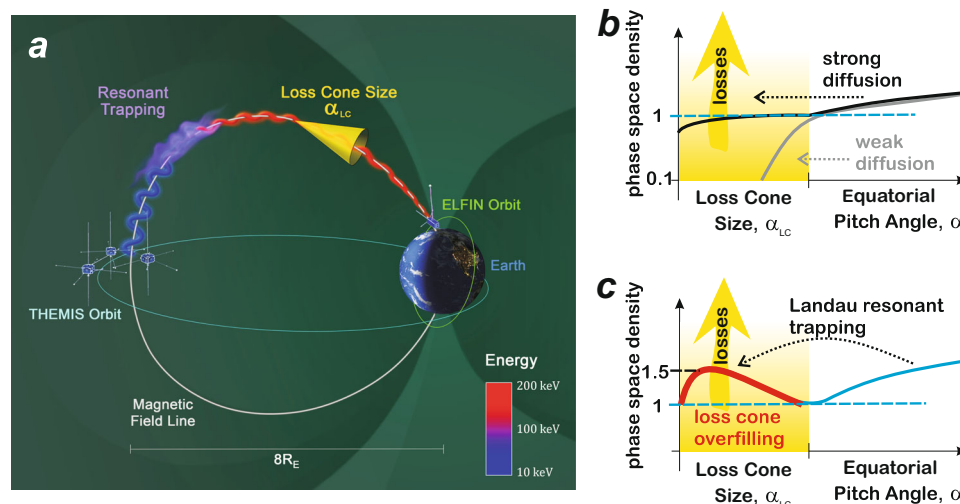 a
Resonant
Trapping
Loss Cone Size
α LC
ELFIN Orbit
Earth
THEMIS Orbit
Magnetic
Field Line
8RE
Energy
200 keV
100 keV
10 keV
b
phase space density
1
0.1
losses
strong
diffusion
weak
diffusion
Loss Cone
Size, αLC
Equatorial
Pitch Angle, α
c
phase space density
1.5
1
losses
Landau resonant
trapping
loss cone
overfilling
Loss Cone
Size, αLC
Equatorial
Pitch Angle, α